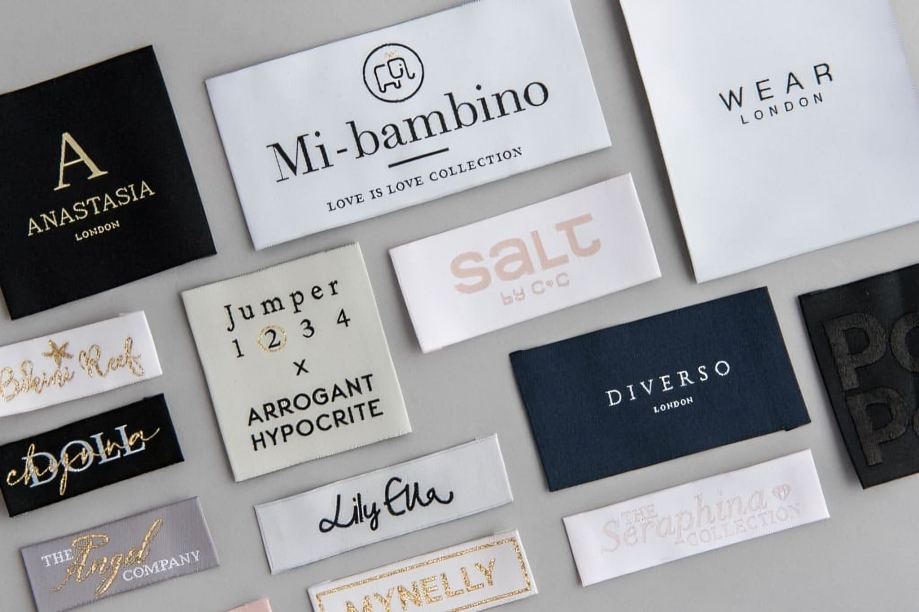 A
ANASTASIA
LONDON
Mi-bambino
LOVE IS LOVE COLLECTION
WEAR
LONDON
salt
by C C
Jumper
1 2 3 4
x
ARROGANT
HYPOCRITE
Bikini Reef
DIVERSO
LONDON
PO
DOLL
Lily Ella
THE
Seraphina
COLLECTION
THE Angel COMPANY
MYNELLY